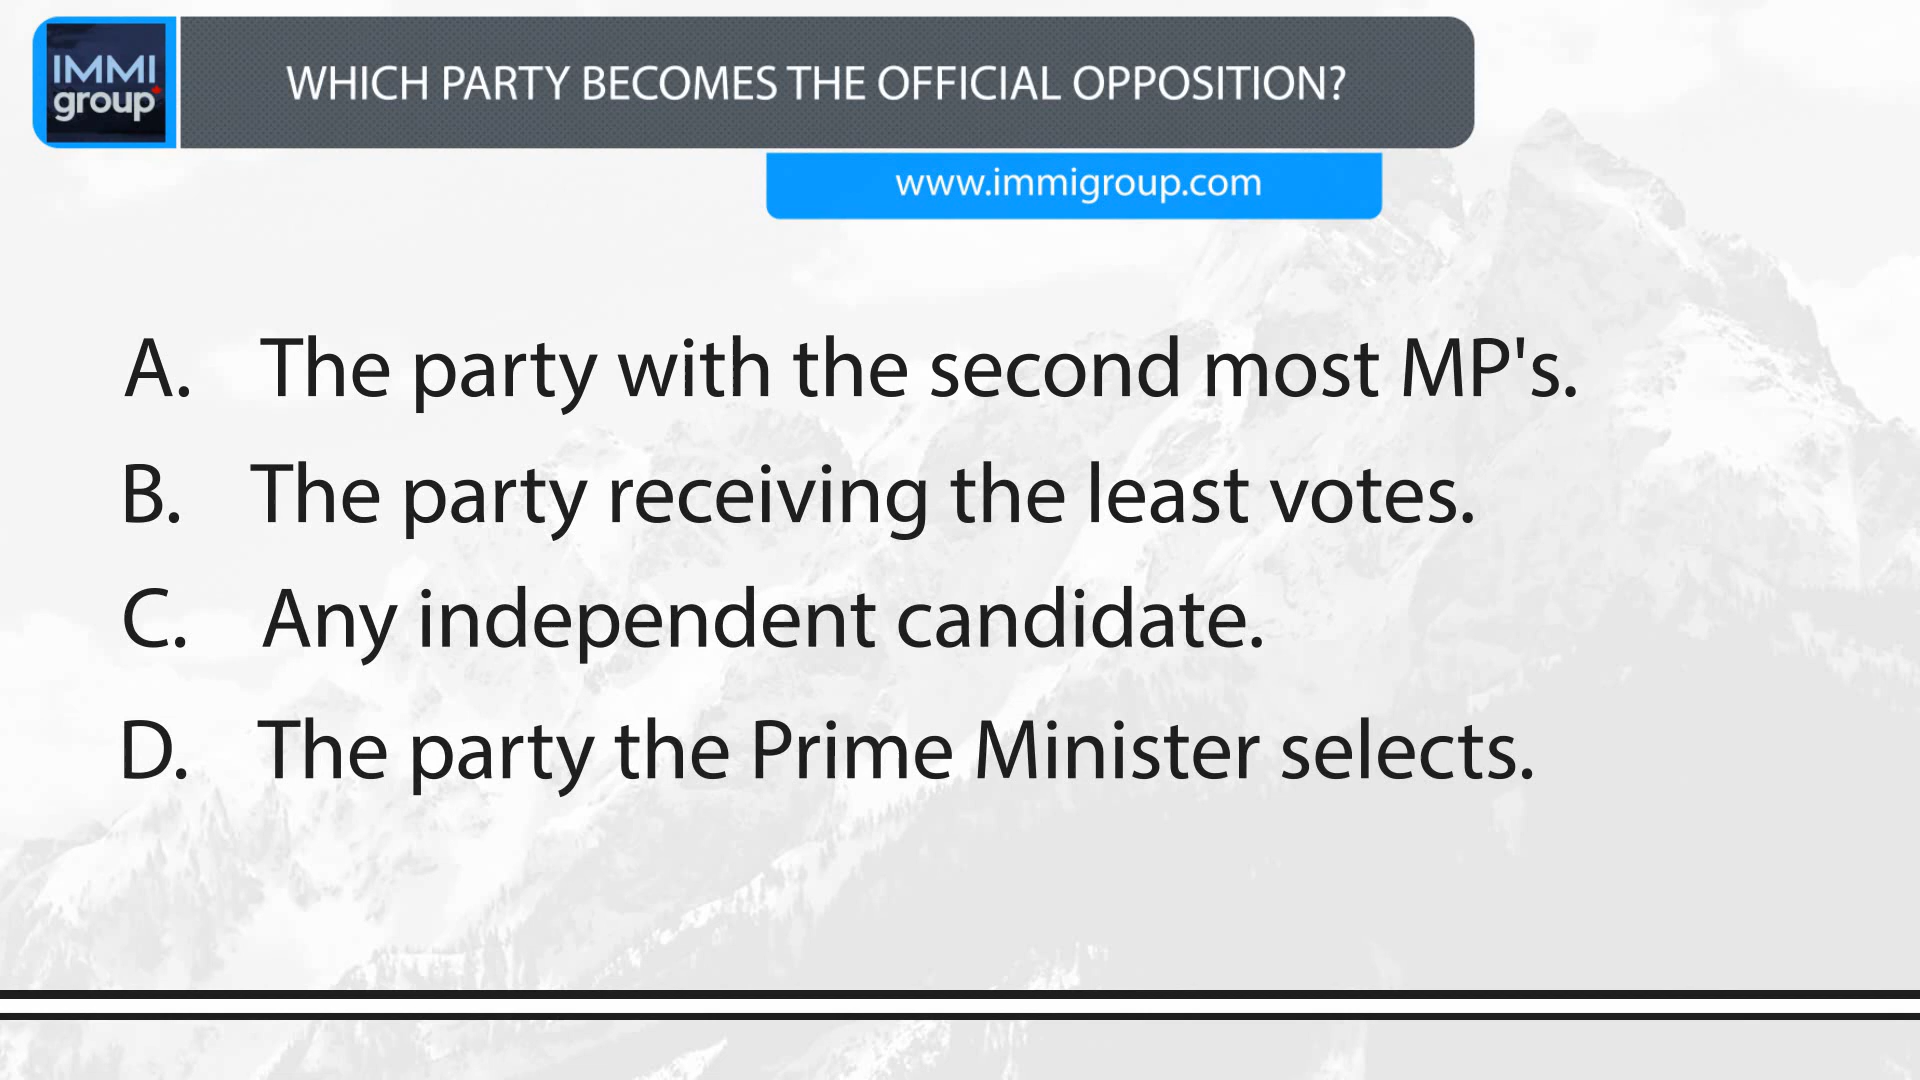 IMMI
group
WHICH PARTY BECOMES THE OFFICIAL OPPOSITION?
www.immigroup.com
A. The party with the second most MP's.
B. The party receiving the least votes.
C. Any independent candidate.
D. The party the Prime Minister selects.